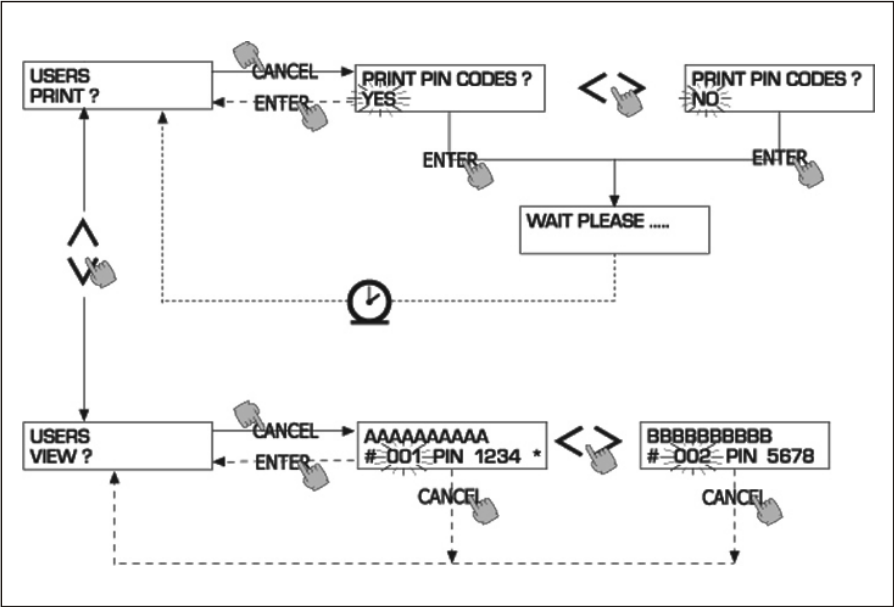 USERS
PRINT ?
CANCEL
ENTER
PRINT PIN CODES ?
YES
< >
PRINT PIN CODES ?
NO
ENTER
ENTER
WAIT PLEASE .....
USERS
VIEW ?
CANCEL
ENTER
AAAAAAAAAA
# 001 PIN 1234 *
< >
BBBBBBBBBB
# 002 PIN 5678
CANCEL
CANCEL